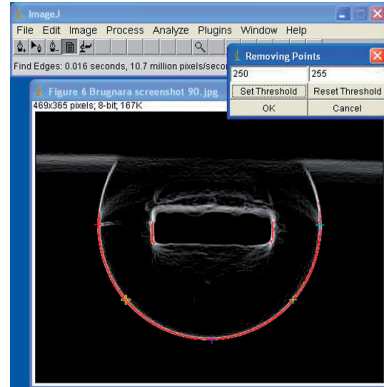 ImageJ
File Edit Image Process Analyze Plugins Window Help
Find Edges: 0.016 seconds, 10.7 million pixels/secon
Removing Points
250 255
Set Threshold Reset Threshold
OK Cancel
Figure 6 Brugnara screenshot 90.jpg
469x365 pixels; 8-bit; 167K